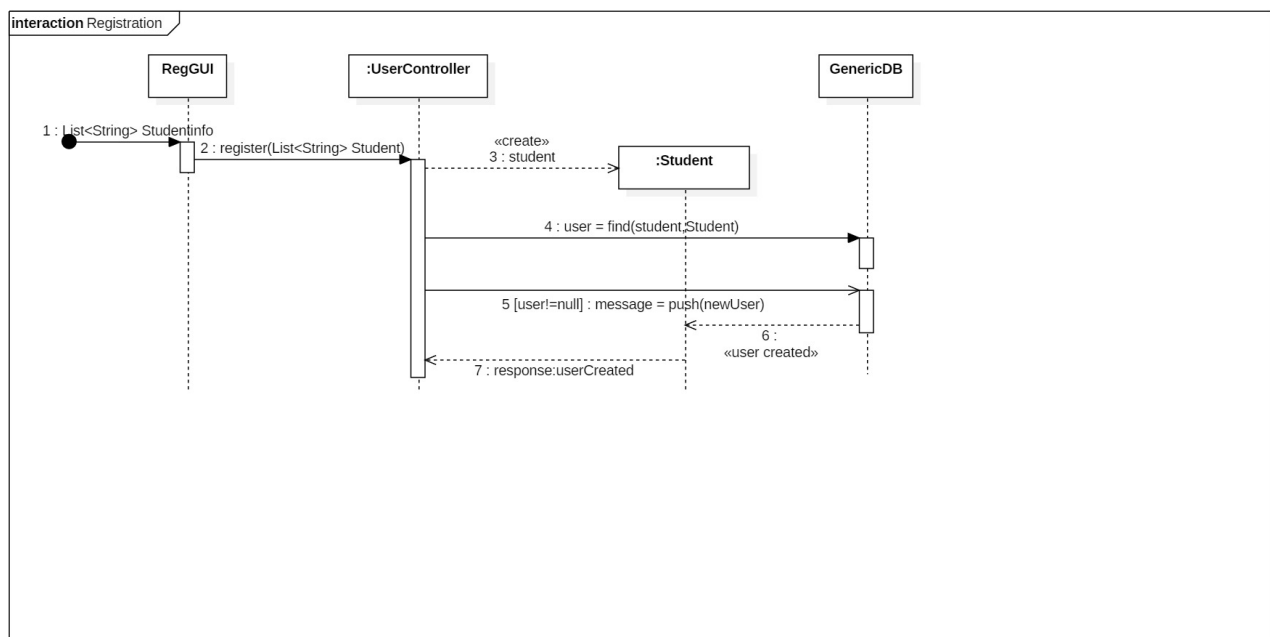 interaction Registration
RegGUI
:UserController
GenericDB
1 : List<String> Studentinfo
2 : register(List<String> Student)
«create»
3 : student
:Student
4 : user = find(student,Student)
5 [user!=null] : message = push(newUser)
6 :
«user created»
7 : response:userCreated